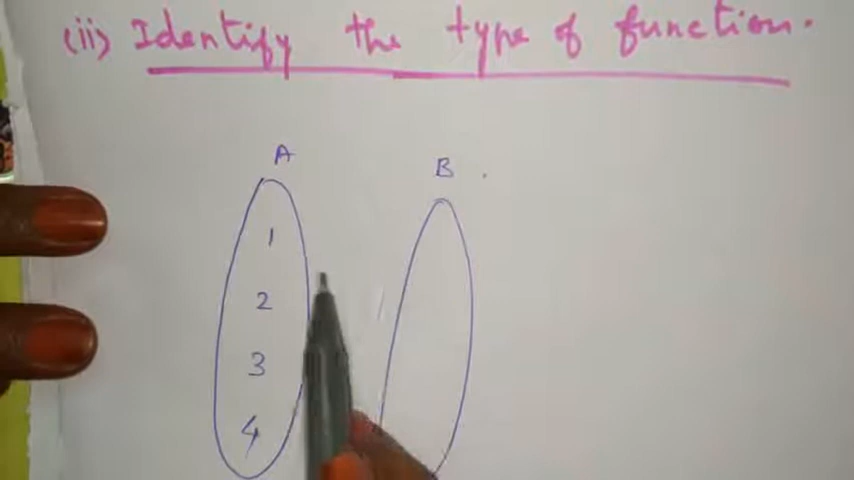 (ii) Identify the type of function.
A
B
1
2
3
4